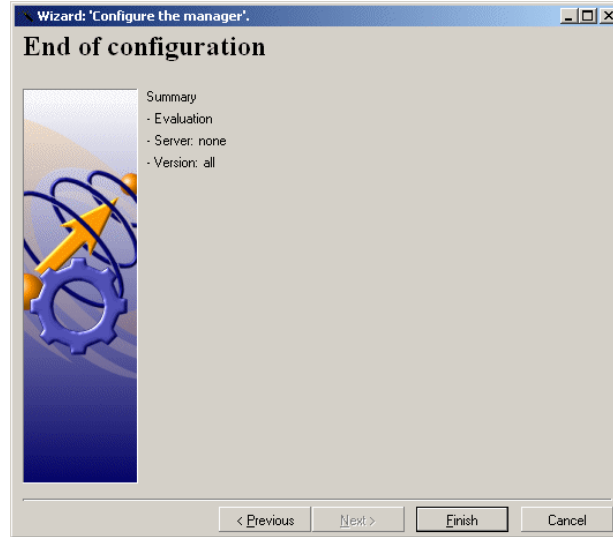 Wizard: 'Configure the manager'.
End of configuration
Summary
- Evaluation
- Server: none
- Version: all
< Previous Next > Finish Cancel